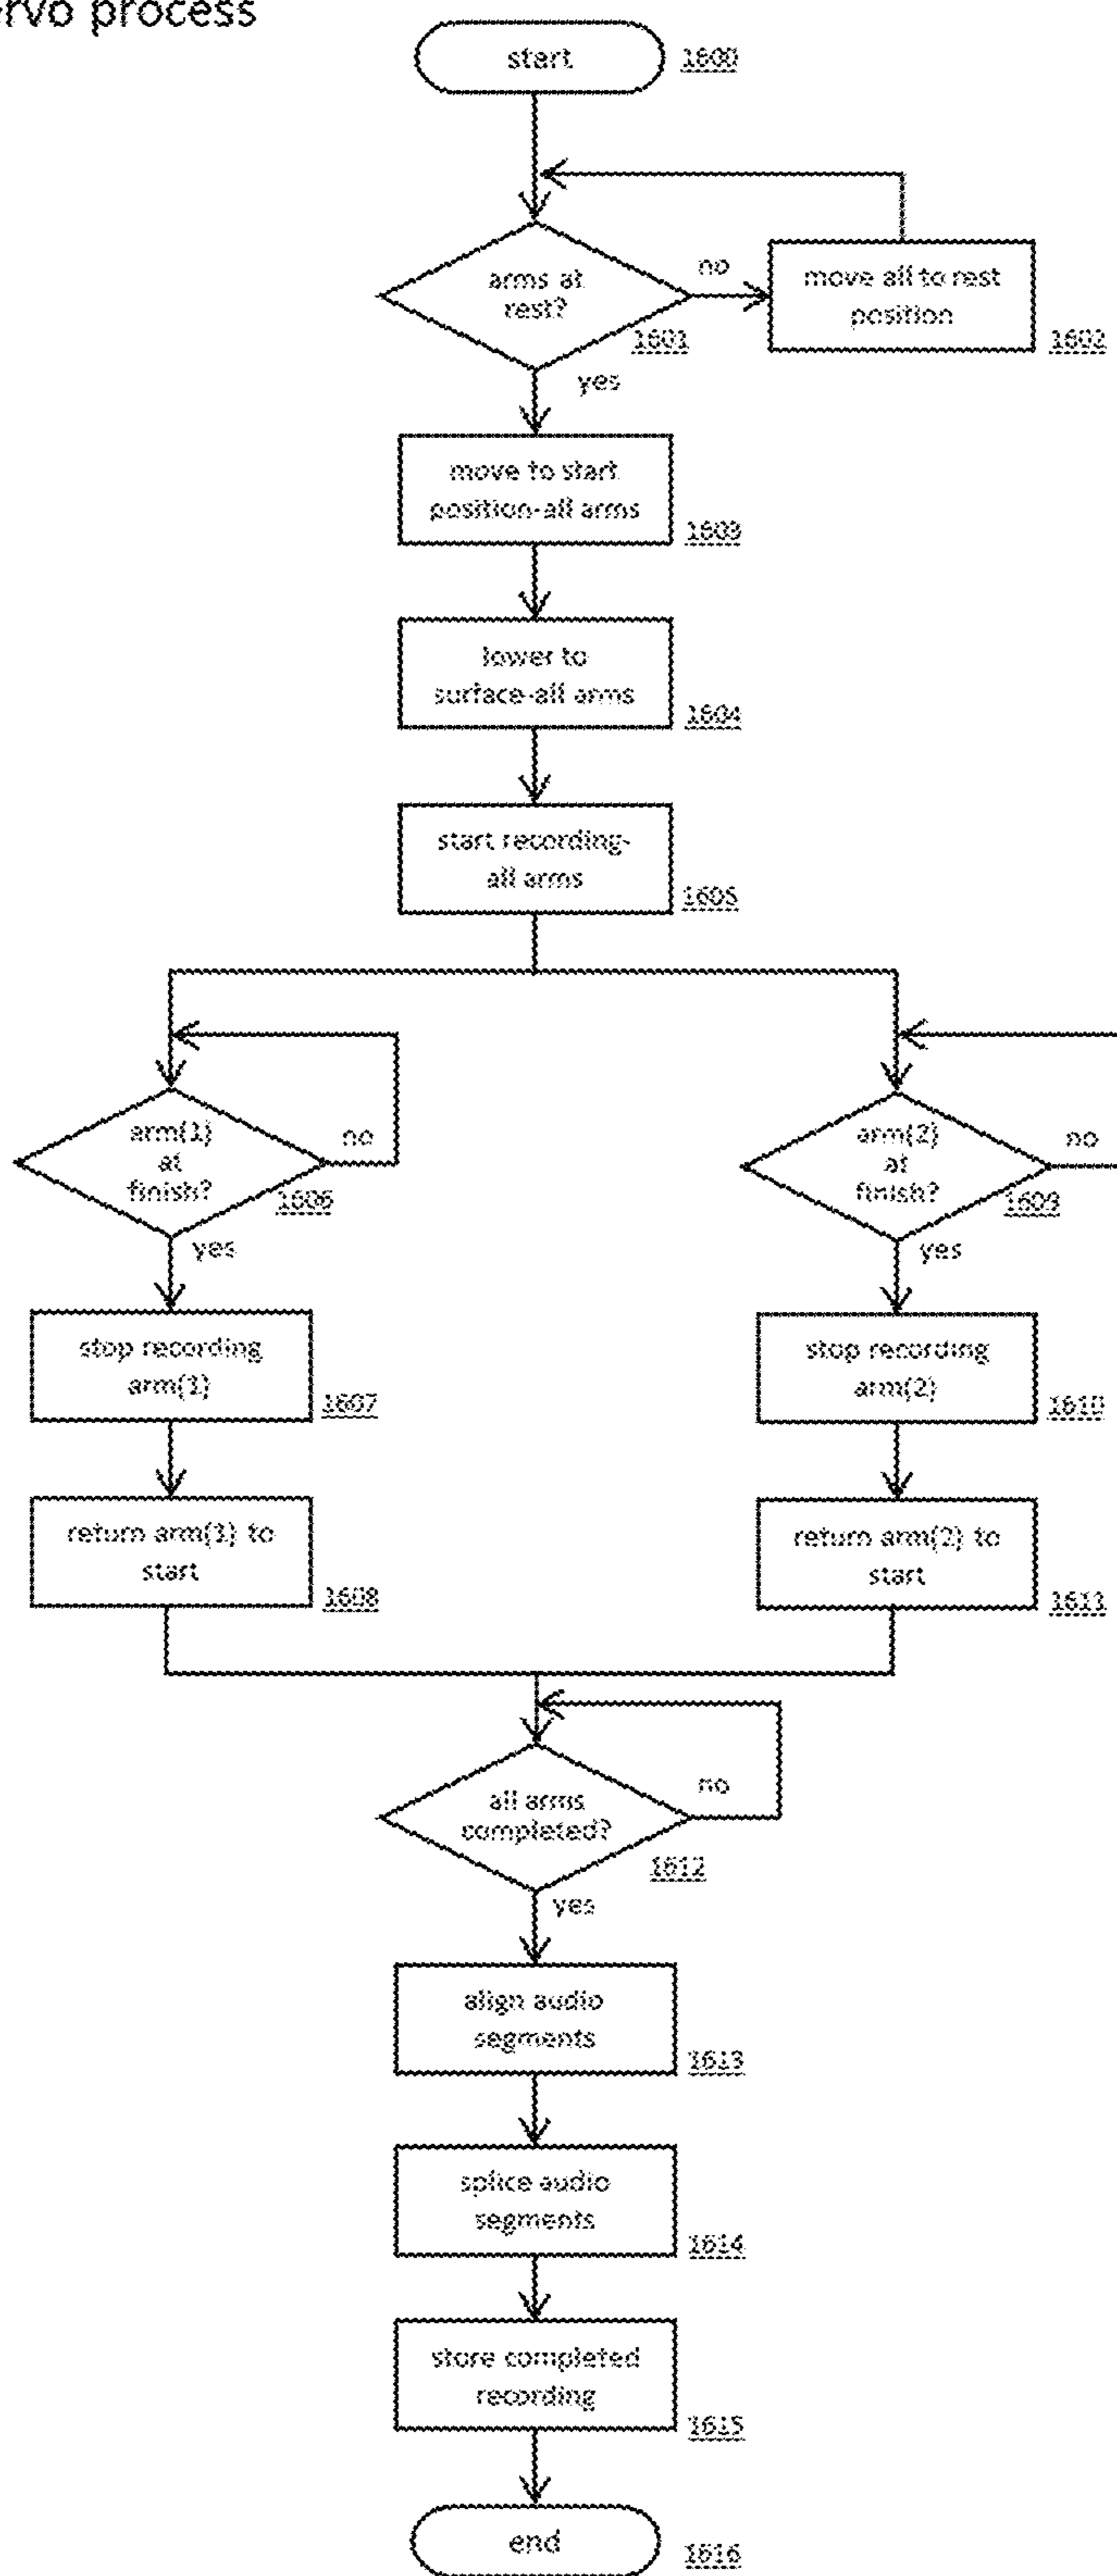 ervo process
start
1600
arms at
rest?
1601
no
move all to rest
position
1602
yes
move to start
position-all arms
1603
lower to
surface-all arms
1604
start recording-
all arms
1605
arm(1)
at
finish?
1606
no
yes
arm(2)
at
finish?
1609
no
yes
stop recording
arm(1)
1607
stop recording
arm(2)
1610
return arm(1) to
start
1608
return arm(2) to
start
1611
all arms
completed?
1612
no
yes
align audio
segments
1613
splice audio
segments
1614
store completed
recording
1615
end
1616